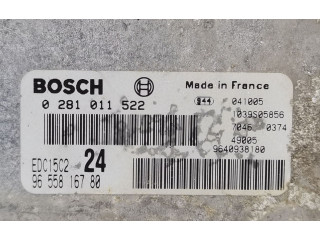 BOSCH
Made in France
0 281 011 522
041005
1039S05856
7046 0374
49005
9640938180
EDC15C2 24
96 558 167 80